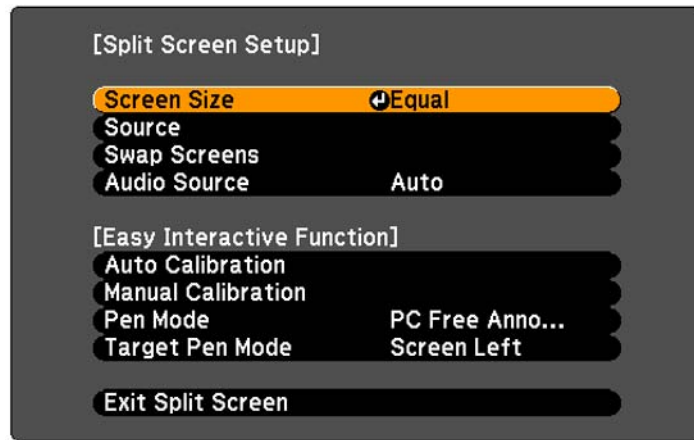 [Split Screen Setup]
Screen Size Equal
Source
Swap Screens
Audio Source Auto
[Easy Interactive Function]
Auto Calibration
Manual Calibration
Pen Mode PC Free Anno...
Target Pen Mode Screen Left
Exit Split Screen